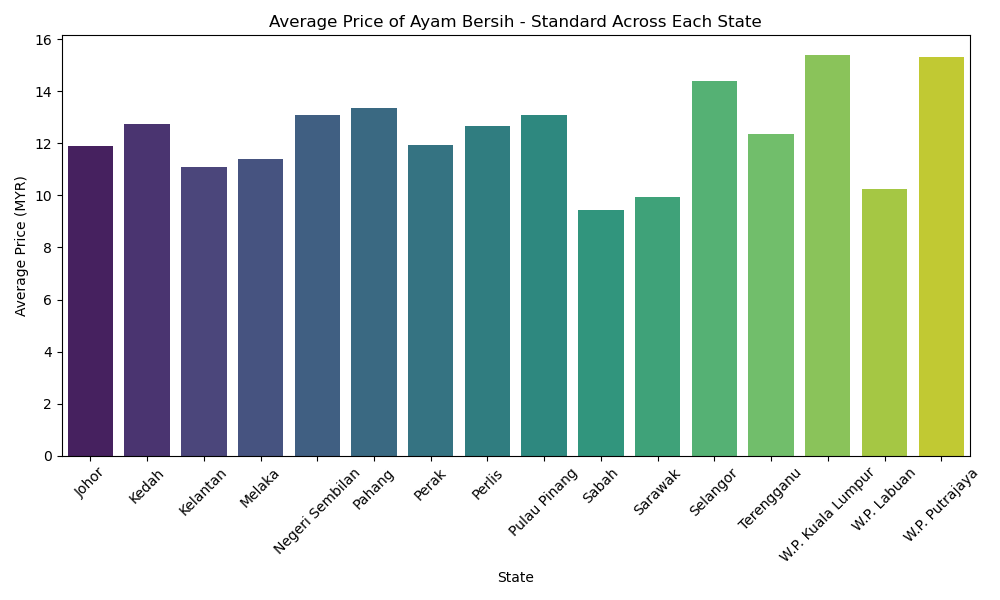 Average Price of Ayam Bersih - Standard Across Each State
Average Price (MYR)
16
14
12
10
8
6
4
2
0
Johor
Kedah
Kelantan
Melaka
Negeri Sembilan
Pahang
Perak
Perlis
Pulau Pinang
Sabah
Sarawak
Selangor
Terengganu
W.P. Kuala Lumpur
W.P. Labuan
W.P. Putrajaya
State